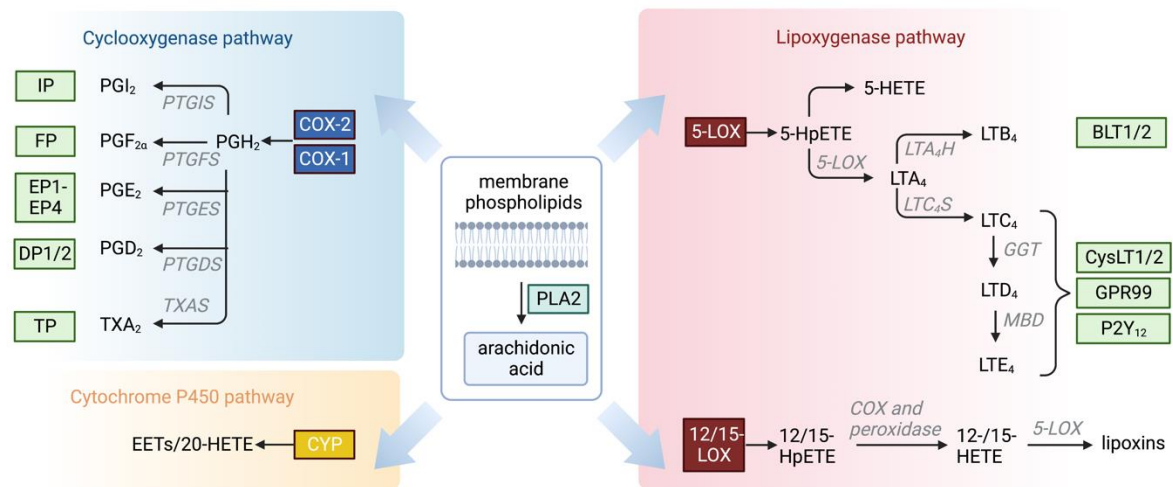 Cyclooxygenase pathway
IP
PGI₂
PTGIS
FP
PGF₂α
PTGFS
PGH₂
COX-2
COX-1
EP1-
EP4
PGE₂
PTGES
DP1/2
PGD₂
PTGDS
TXAS
TP
TXA₂
Cytochrome P450 pathway
EETs/20-HETE
CYP
membrane
phospholipids
PLA2
arachidonic
acid
Lipoxygenase pathway
5-HETE
5-LOX
5-HpETE
5-LOX
LTA₄
LTA₄H
LTB₄
BLT1/2
LTC₄S
LTC₄
GGT
LTD₄
MBD
LTE₄
CysLT1/2
GPR99
P2Y₁₂
12/15-
LOX
12/15-
HpETE
COX and
peroxidase
12-/15-
HETE
5-LOX
lipoxins